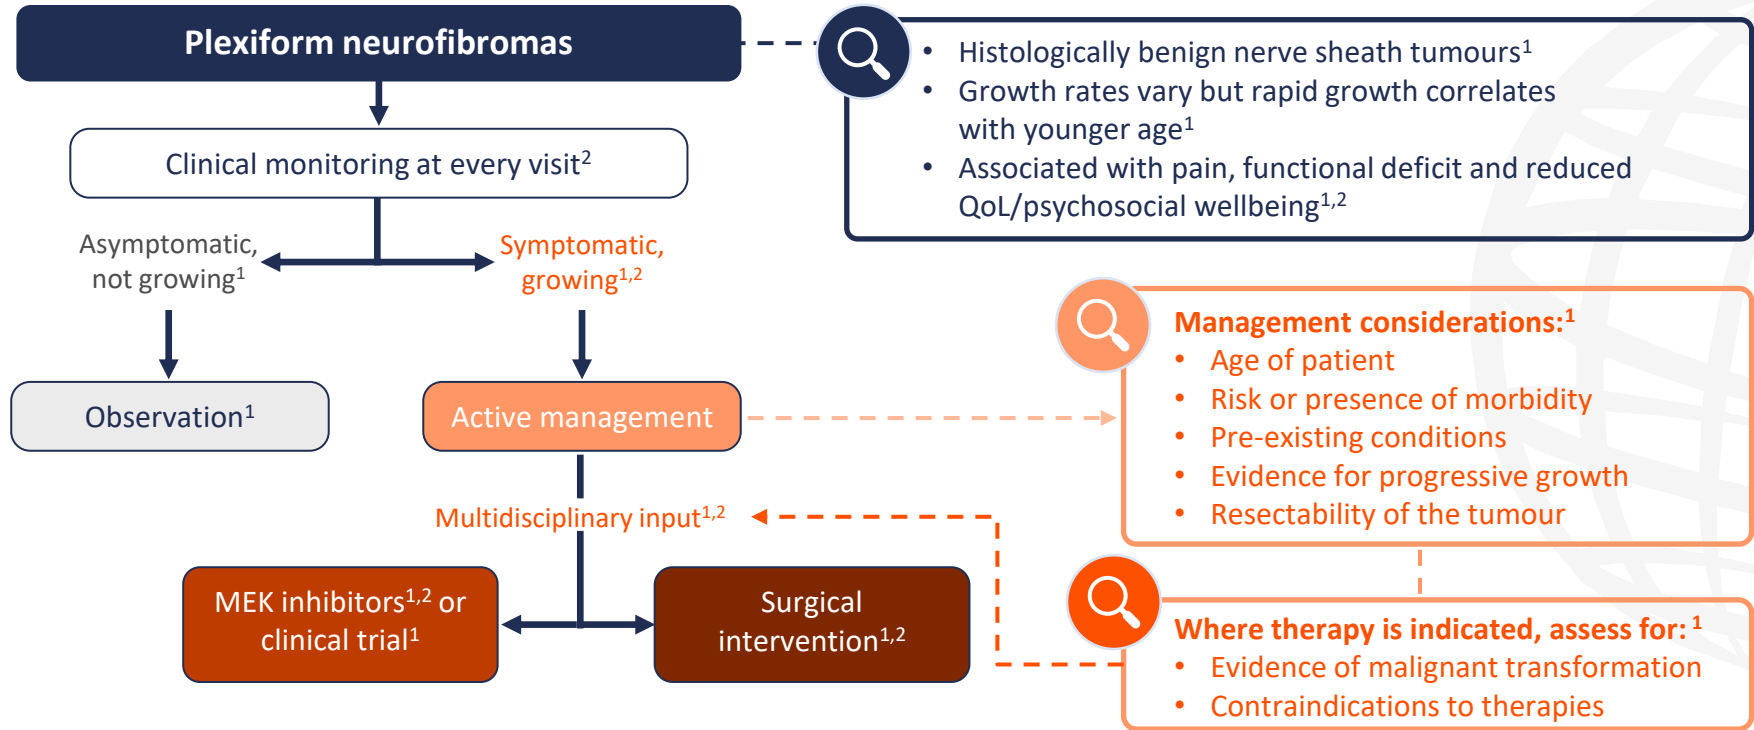 Plexiform neurofibromas
• Histologically benign nerve sheath tumours1
• Growth rates vary but rapid growth correlates
with younger age1
• Associated with pain, functional deficit and reduced
QoL/psychosocial wellbeing1,2
Clinical monitoring at every visit2
Asymptomatic,
not growing1
Symptomatic,
growing1,2
Observation1
Active management
Management considerations:1
• Age of patient
• Risk or presence of morbidity
• Pre-existing conditions
• Evidence for progressive growth
• Resectability of the tumour
Multidisciplinary input1,2
MEK inhibitors1,2 or
clinical trial1
Surgical
intervention1,2
Where therapy is indicated, assess for: 1
• Evidence of malignant transformation
• Contraindications to therapies